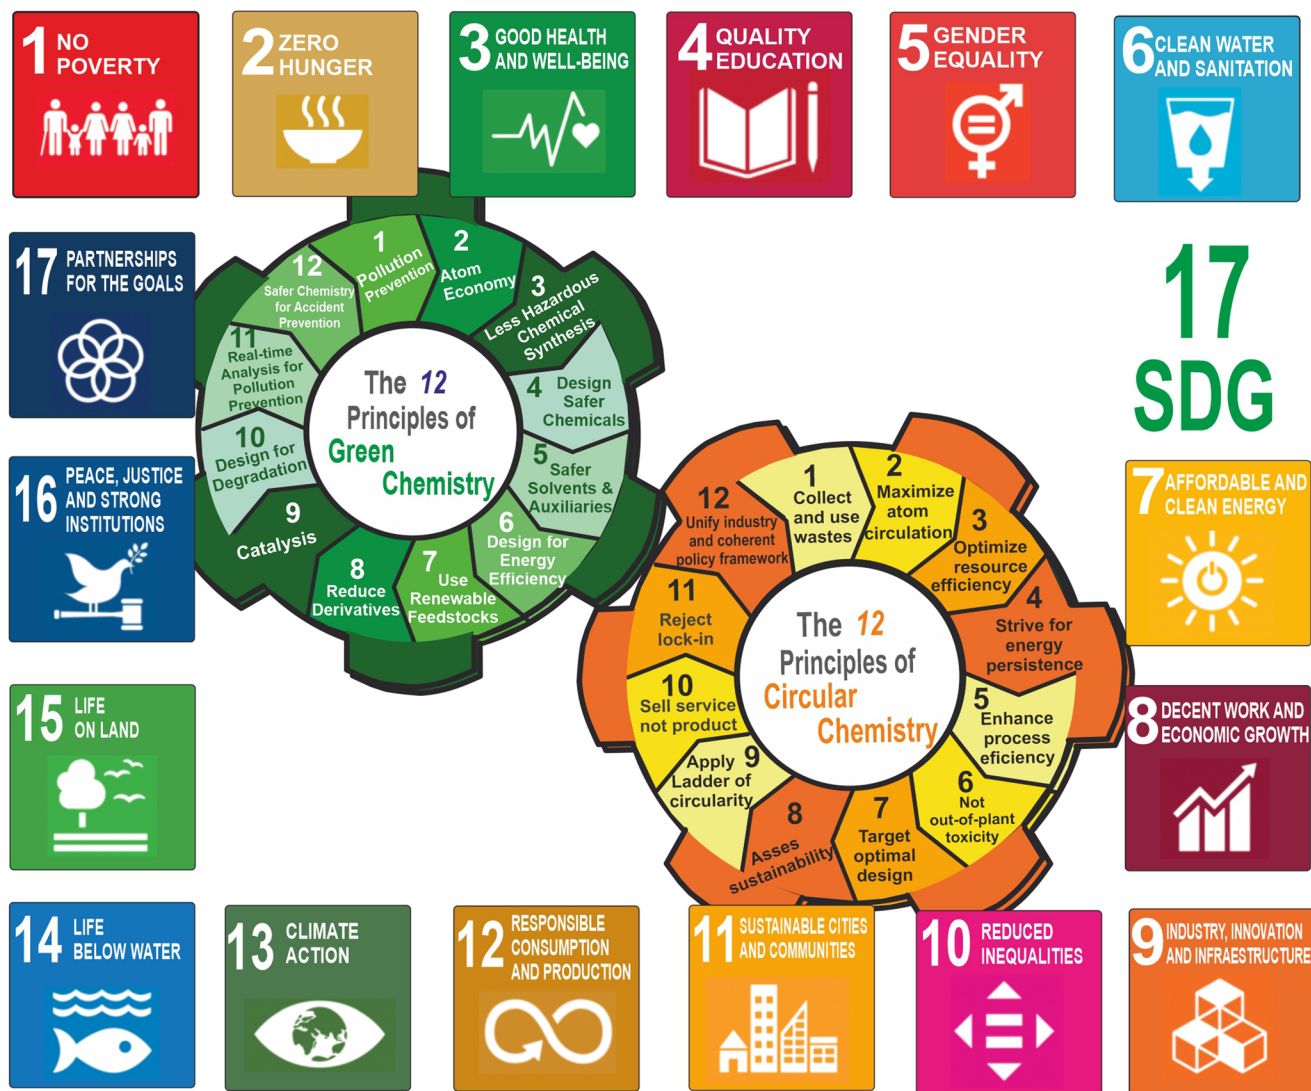 1 NO
POVERTY
2 ZERO
HUNGER
3 GOOD HEALTH
AND WELL-BEING
4 QUALITY
EDUCATION
5 GENDER
EQUALITY
6 CLEAN WATER
AND SANITATION
17 PARTNERSHIPS
FOR THE GOALS
16 PEACE, JUSTICE
AND STRONG
INSTITUTIONS
15 LIFE
ON LAND
The 12
Principles of
Green
Chemistry
1
Pollution
Prevention
2
Atom
Economy
3
Less Hazardous
Chemical
Synthesis
4 Design
Safer
Chemicals
5 Safer
Solvents &
Auxiliaries
6
Design for
Energy
Efficiency
7 Use
Renewable
Feedstocks
8
Reduce
Derivatives
9
Catalysis
10
Design for
Degradation
11
Real-time
Analysis for
Pollution
Prevention
12
Safer Chemistry
for Accident
Prevention
17
SDG
The 12
Principles of
Circular
Chemistry
1
Collect
and use
wastes
2
Maximize
atom
circulation
3
Optimize
resource
efficiency
4
Strive for
energy
persistence
5
Enhance
process
eficiency
6
Not
out-of-plant
toxicity
7
Target
optimal
design
8
Asses
sustainability
Apply 9
Ladder of
circularity
10
Sell service
not product
11
Reject
lock-in
12
Unify industry
and coherent
policy framework
7 AFFORDABLE AND
CLEAN ENERGY
8 DECENT WORK AND
ECONOMIC GROWTH
14 LIFE
BELOW WATER
13 CLIMATE
ACTION
12 RESPONSIBLE
CONSUMPTION
AND PRODUCTION
11 SUSTAINABLE CITIES
AND COMMUNITIES
10 REDUCED
INEQUALITIES
9 INDUSTRY, INNOVATION
AND INFRAESTRUCTURE